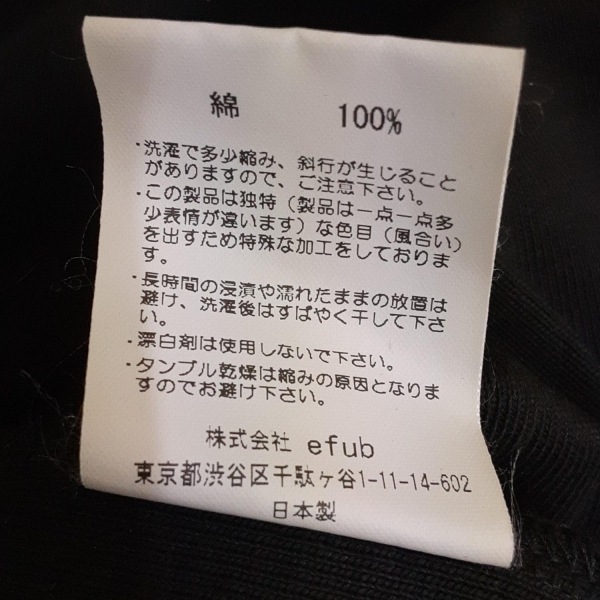 綿 100%
・洗濯で多少縮み、斜行が生じること
がありますので、ご注意下さい。
・この製品は独特（製品は一点一点多
少表情が違います）な色目（風合い）
を出すため特殊な加工をしておりま
す。
・長時間の浸漬や濡れたままの放置は
避け、洗濯後はすばやく干して下さ
い。
・漂白剤は使用しないで下さい。
・タンブル乾燥は縮みの原因となりま
すのでお避け下さい。
株式会社 efub
東京都渋谷区千駄ヶ谷1-11-14-602
日本製